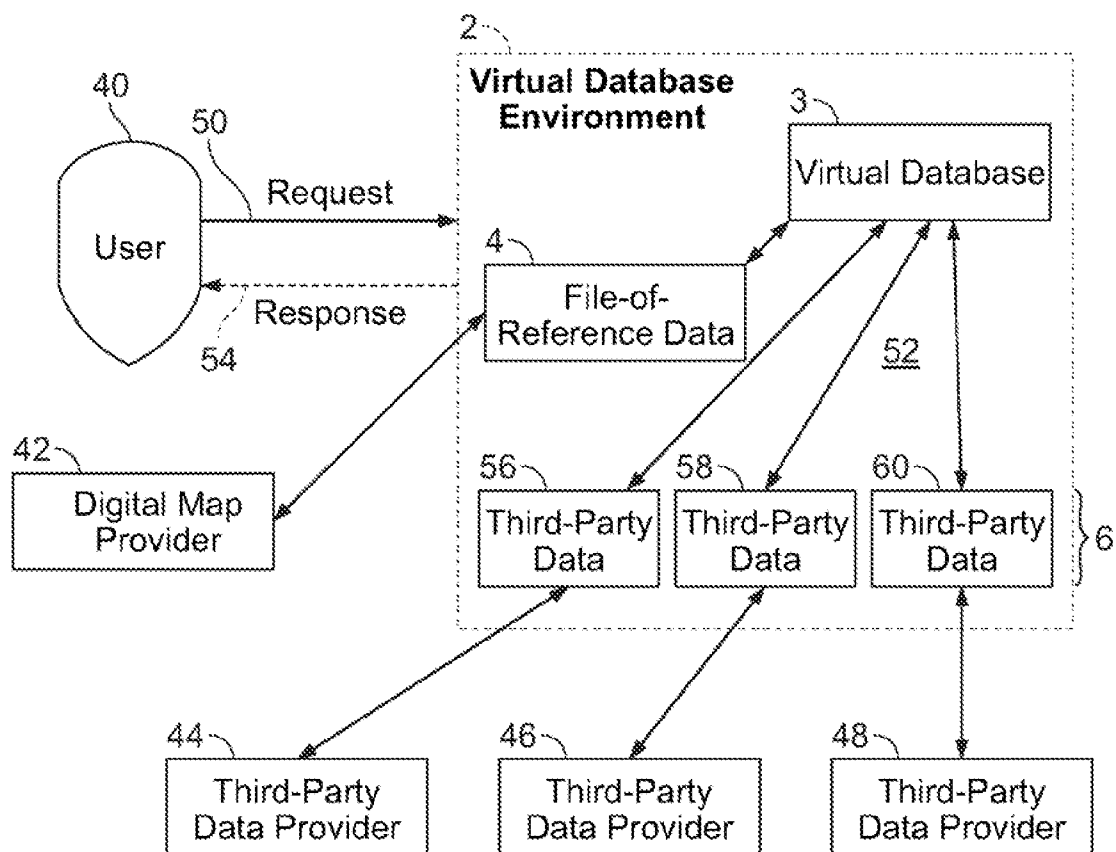 2
Virtual Database
Environment
40
50
Request
User
Response
54
3
Virtual Database
4
File-of-
Reference Data
52
42
Digital Map
Provider
56
Third-Party
Data
58
Third-Party
Data
60
Third-Party
Data
6
44
Third-Party
Data Provider
46
Third-Party
Data Provider
48
Third-Party
Data Provider